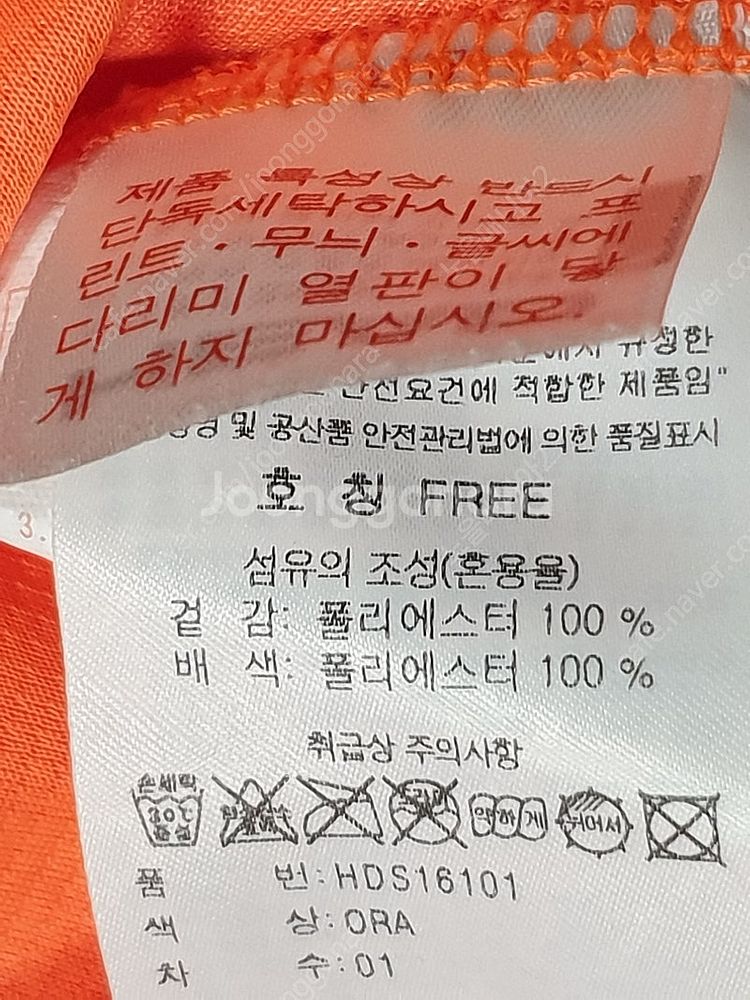 제품 특성상 반드시
단독세탁하시고 프
린트·무늬·글씨에
다리미 열판이 닿
게 하지 마십시오.
유성한
안전요건에 적합한 제품임"
및 공산품 안전관리법에 의한 품질표시
호 칭 FREE
3.
섬유의 조성(혼용율)
겉 감: 폴리에스터 100 %
배 색: 폴리에스터 100 %
취급상 주의사항
손세탁
30℃
중성
약하게
뉘어서
품 번:HDS16101
색 상:ORA
차 수:01
Joonggonara